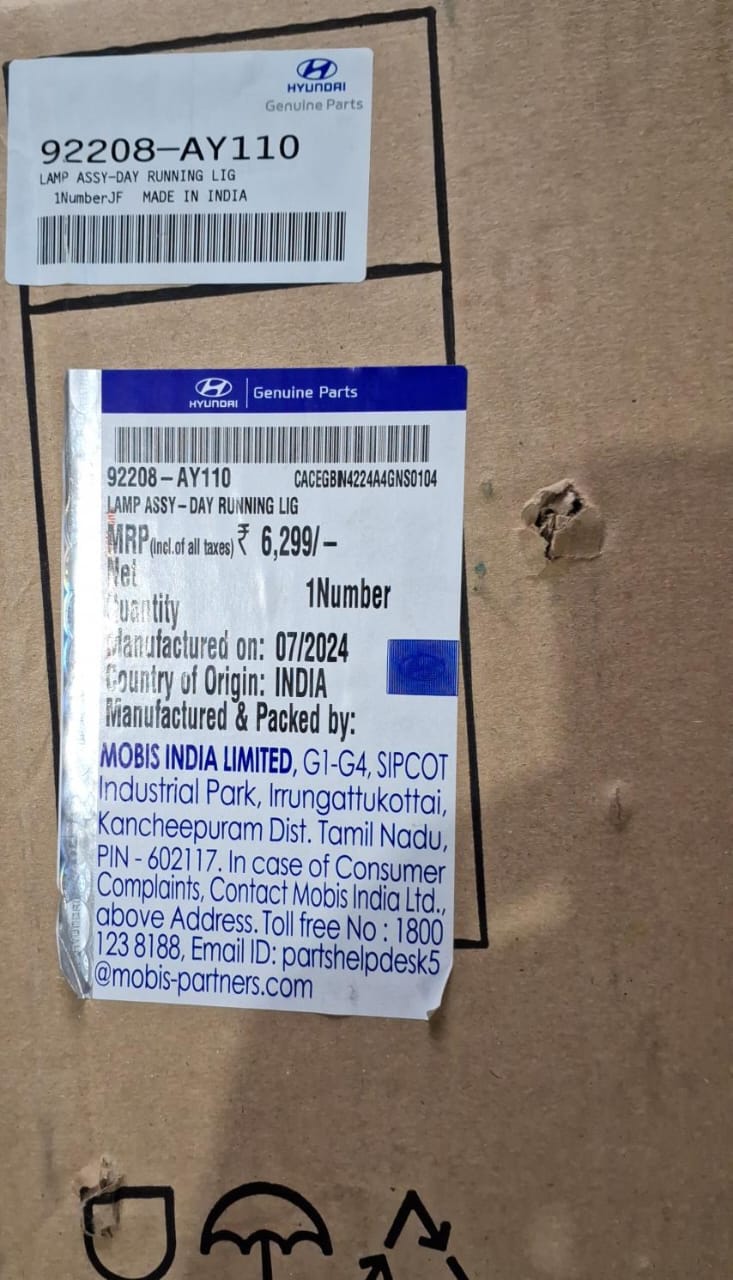 HYUNDAI
Genuine Parts
92208-AY110
LAMP ASSY-DAY RUNNING LIG
1NumberJF MADE IN INDIA
HYUNDAI | Genuine Parts
92208-AY110 CACEGBIN4224A4GNS0104
LAMP ASSY-DAY RUNNING LIG
MRP(Incl.of all taxes) ₹ 6,299/-
Net
Quantity 1Number
Manufactured on: 07/2024
Country of Origin: INDIA
Manufactured & Packed by:
MOBIS INDIA LIMITED, G1-G4, SIPCOT
Industrial Park, Irrungattukottai,
Kancheepuram Dist. Tamil Nadu,
PIN - 602117. In case of Consumer
Complaints, Contact Mobis India Ltd.,
above Address. Toll free No : 1800
123 8188, Email ID: partshelpdesk5
@mobis-partners.com